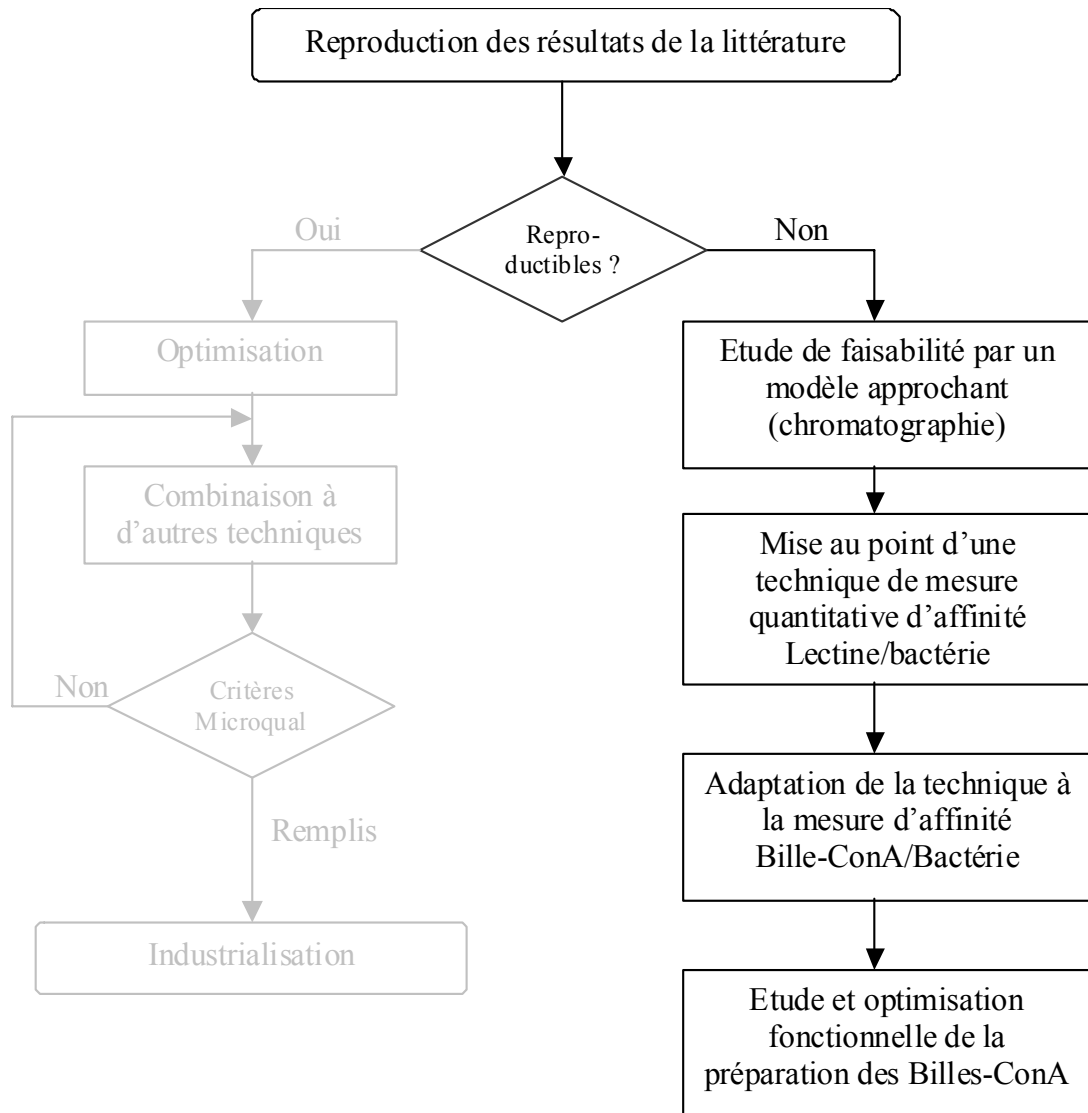 Reproduction des résultats de la littérature
Repro-
ductibles ?
Oui
Non
Optimisation
Combinaison à
d’autres techniques
Critères
Microqual
Non
Remplis
Industrialisation
Etude de faisabilité par un
modèle approchant
(chromatographie)
Mise au point d’une
technique de mesure
quantitative d’affinité
Lectine/bactérie
Adaptation de la technique à
la mesure d’affinité
Bille-ConA/Bactérie
Etude et optimisation
fonctionnelle de la
préparation des Billes-ConA